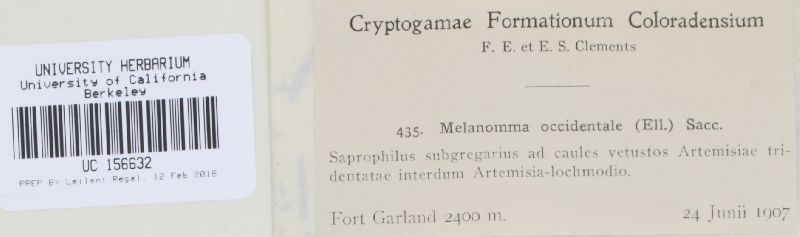 UNIVERSITY HERBARIUM
University of California
Berkeley
UC 156632
PREP BY Leilani Regal, 12 Feb 2018
Cryptogamae Formationum Coloradensium
F. E. et E. S. Clements
435. Melanomma occidentale (Ell.) Sacc.
Saprophilus subgregarius ad caules vetustos Artemisiae tri-
dentatae interdum Artemisia-lochmodio.
Fort Garland 2400 m. 24 Junii 1907